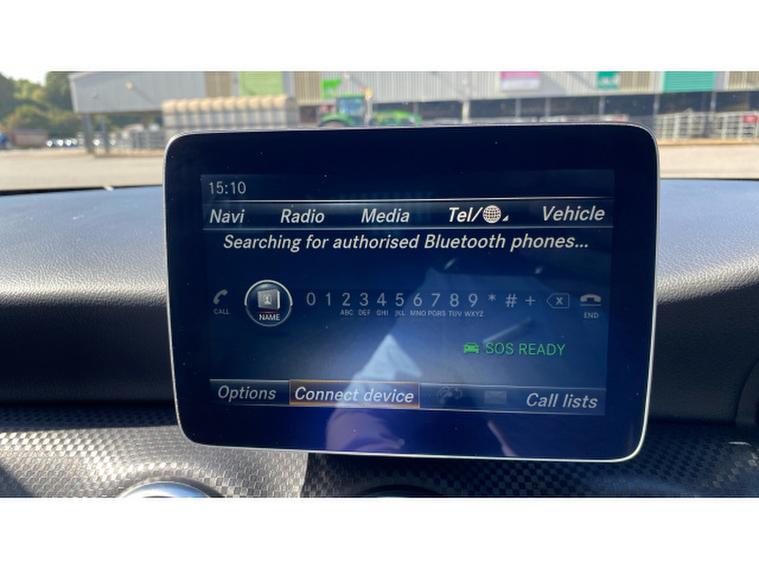 15:10
Navi Radio Media Tel/ Vehicle
Searching for authorised Bluetooth phones...
0 1 2 3 4 5 6 7 8 9 * # + x
CALL NAME ABC DEF GHI JKL MNO PQRS TUV WXYZ END
SOS READY
Options Connect device Call lists